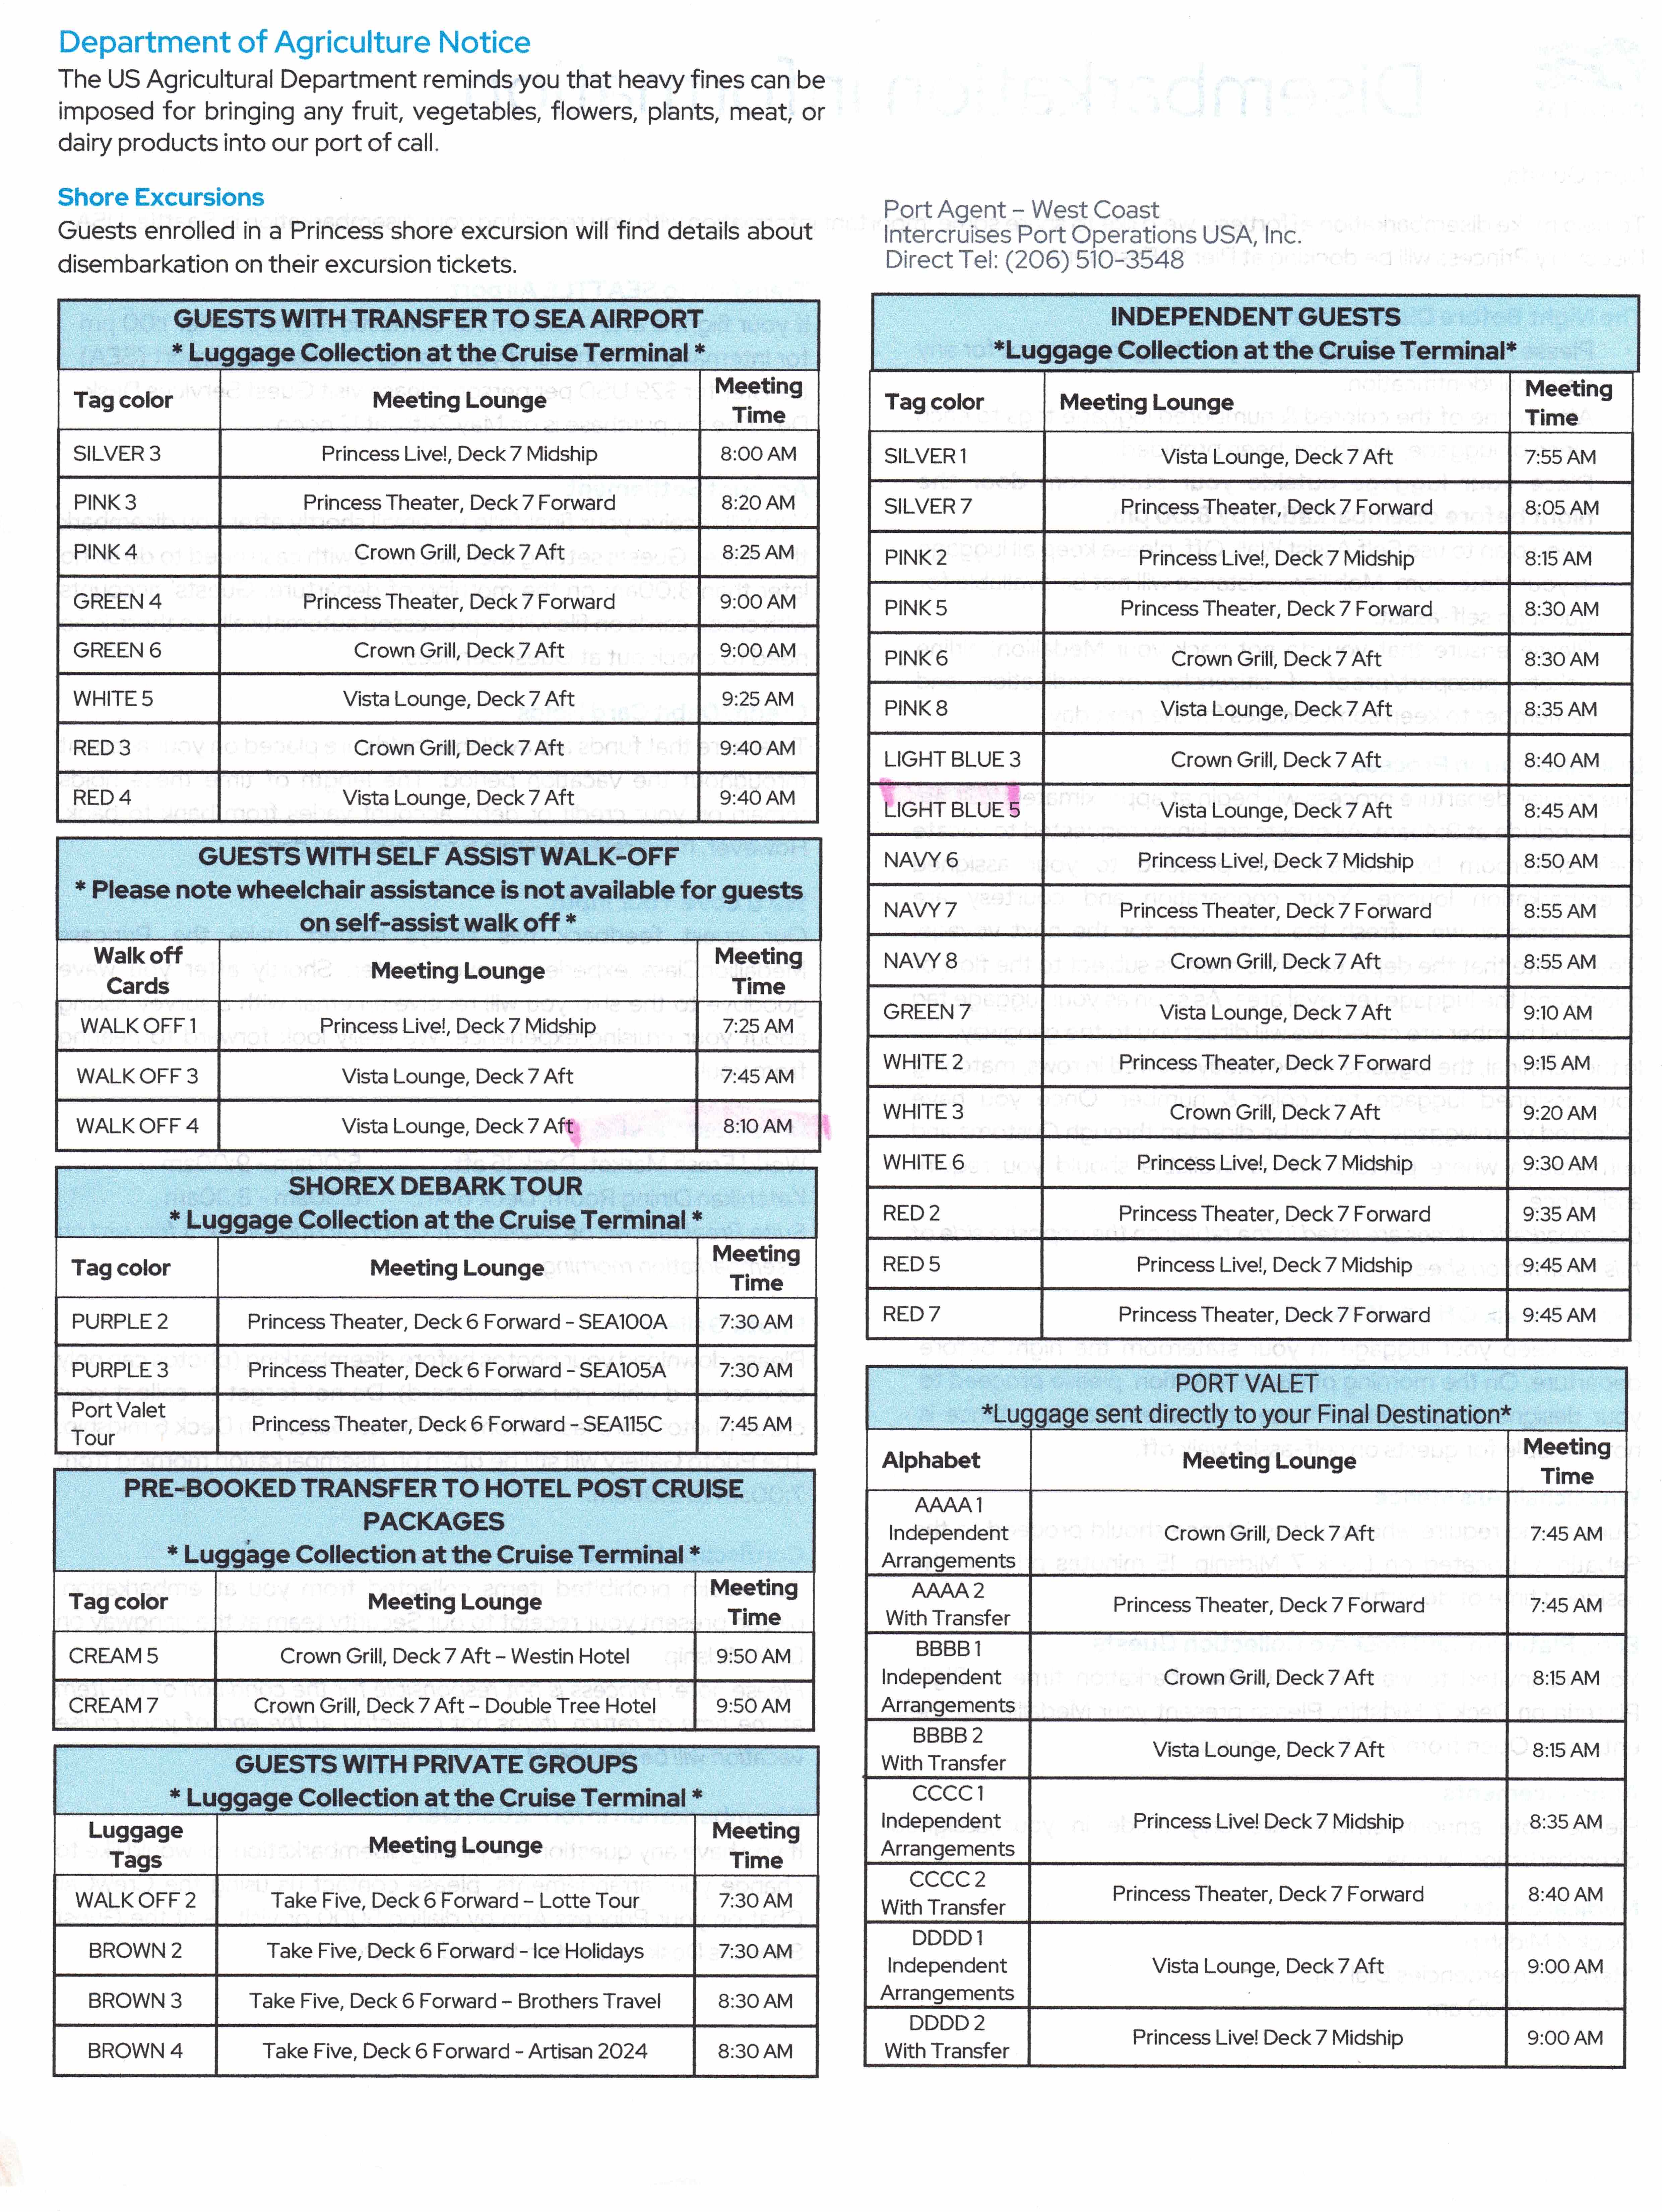 Department of Agriculture Notice
The US Agricultural Department reminds you that heavy fines can be
imposed for bringing any fruit, vegetables, flowers, plants, meat, or
dairy products into our port of call.
Shore Excursions
Guests enrolled in a Princess shore excursion will find details about
disembarkation on their excursion tickets.
GUESTS WITH TRANSFER TO SEA AIRPORT
* Luggage Collection at the Cruise Terminal *
Tag color Meeting Lounge Meeting Time
SILVER 3 Princess Live!, Deck 7 Midship 8:00 AM
PINK 3 Princess Theater, Deck 7 Forward 8:20 AM
PINK 4 Crown Grill, Deck 7 Aft 8:25 AM
GREEN 4 Princess Theater, Deck 7 Forward 9:00 AM
GREEN 6 Crown Grill, Deck 7 Aft 9:00 AM
WHITE 5 Vista Lounge, Deck 7 Aft 9:25 AM
RED 3 Crown Grill, Deck 7 Aft 9:40 AM
RED 4 Vista Lounge, Deck 7 Aft 9:40 AM
GUESTS WITH SELF ASSIST WALK-OFF
* Please note wheelchair assistance is not available for guests
on self-assist walk off *
Walk off Cards Meeting Lounge Meeting Time
WALK OFF 1 Princess Live!, Deck 7 Midship 7:25 AM
WALK OFF 3 Vista Lounge, Deck 7 Aft 7:45 AM
WALK OFF 4 Vista Lounge, Deck 7 Aft 8:10 AM
SHOREX DEBARK TOUR
* Luggage Collection at the Cruise Terminal *
Tag color Meeting Lounge Meeting Time
PURPLE 2 Princess Theater, Deck 6 Forward - SEA100A 7:30 AM
PURPLE 3 Princess Theater, Deck 6 Forward - SEA105A 7:30 AM
Port Valet Tour Princess Theater, Deck 6 Forward - SEA115C 7:45 AM
PRE-BOOKED TRANSFER TO HOTEL POST CRUISE
PACKAGES
* Luggage Collection at the Cruise Terminal *
Tag color Meeting Lounge Meeting Time
CREAM 5 Crown Grill, Deck 7 Aft – Westin Hotel 9:50 AM
CREAM 7 Crown Grill, Deck 7 Aft – Double Tree Hotel 9:50 AM
GUESTS WITH PRIVATE GROUPS
* Luggage Collection at the Cruise Terminal *
Luggage Tags Meeting Lounge Meeting Time
WALK OFF 2 Take Five, Deck 6 Forward – Lotte Tour 7:30 AM
BROWN 2 Take Five, Deck 6 Forward - Ice Holidays 7:30 AM
BROWN 3 Take Five, Deck 6 Forward – Brothers Travel 8:30 AM
BROWN 4 Take Five, Deck 6 Forward - Artisan 2024 8:30 AM
Port Agent – West Coast
Intercruises Port Operations USA, Inc.
Direct Tel: (206) 510-3548
INDEPENDENT GUESTS
*Luggage Collection at the Cruise Terminal*
Tag color Meeting Lounge Meeting Time
SILVER 1 Vista Lounge, Deck 7 Aft 7:55 AM
SILVER 7 Princess Theater, Deck 7 Forward 8:05 AM
PINK 2 Princess Live!, Deck 7 Midship 8:15 AM
PINK 5 Princess Theater, Deck 7 Forward 8:30 AM
PINK 6 Crown Grill, Deck 7 Aft 8:30 AM
PINK 8 Vista Lounge, Deck 7 Aft 8:35 AM
LIGHT BLUE 3 Crown Grill, Deck 7 Aft 8:40 AM
LIGHT BLUE 5 Vista Lounge, Deck 7 Aft 8:45 AM
NAVY 6 Princess Live!, Deck 7 Midship 8:50 AM
NAVY 7 Princess Theater, Deck 7 Forward 8:55 AM
NAVY 8 Crown Grill, Deck 7 Aft 8:55 AM
GREEN 7 Vista Lounge, Deck 7 Aft 9:10 AM
WHITE 2 Princess Theater, Deck 7 Forward 9:15 AM
WHITE 3 Crown Grill, Deck 7 Aft 9:20 AM
WHITE 6 Princess Live!, Deck 7 Midship 9:30 AM
RED 2 Princess Theater, Deck 7 Forward 9:35 AM
RED 5 Princess Live!, Deck 7 Midship 9:45 AM
RED 7 Princess Theater, Deck 7 Forward 9:45 AM
PORT VALET
*Luggage sent directly to your Final Destination*
Alphabet Meeting Lounge Meeting Time
AAAA 1 Independent Arrangements Crown Grill, Deck 7 Aft 7:45 AM
AAAA 2 With Transfer Princess Theater, Deck 7 Forward 7:45 AM
BBBB 1 Independent Arrangements Crown Grill, Deck 7 Aft 8:15 AM
BBBB 2 With Transfer Vista Lounge, Deck 7 Aft 8:15 AM
CCCC 1 Independent Arrangements Princess Live! Deck 7 Midship 8:35 AM
CCCC 2 With Transfer Princess Theater, Deck 7 Forward 8:40 AM
DDDD 1 Independent Arrangements Vista Lounge, Deck 7 Aft 9:00 AM
DDDD 2 With Transfer Princess Live! Deck 7 Midship 9:00 AM